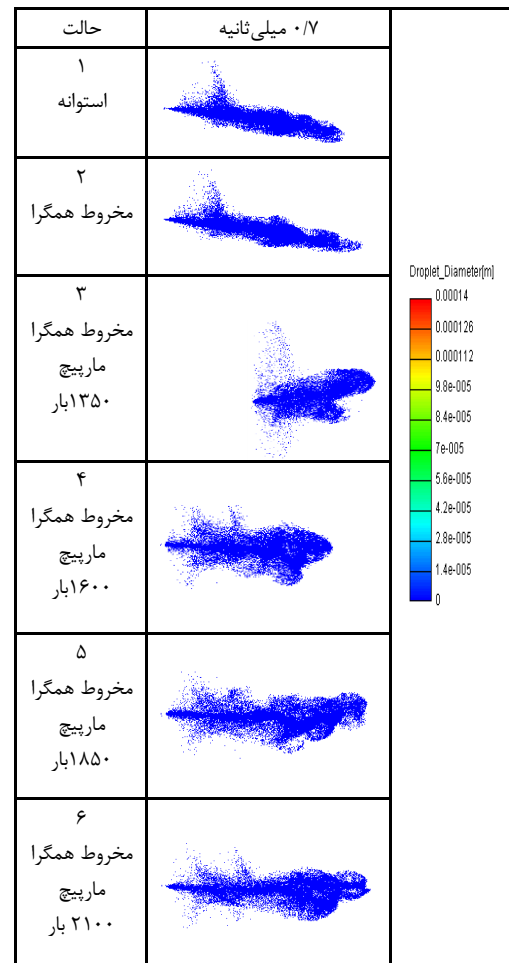 حالت
۰/۷ میلی‌ثانیه
۱
استوانه
۲
مخروط همگرا
۳
مخروط همگرا
مارپیچ
۱۳۵۰بار
۴
مخروط همگرا
مارپیچ
۱۶۰۰بار
۵
مخروط همگرا
مارپیچ
۱۸۵۰بار
۶
مخروط همگرا
مارپیچ
۲۱۰۰ بار
Droplet_Diameter[m]
0.00014
0.000126
0.000112
9.8e-005
8.4e-005
7e-005
5.6e-005
4.2e-005
2.8e-005
1.4e-005
0